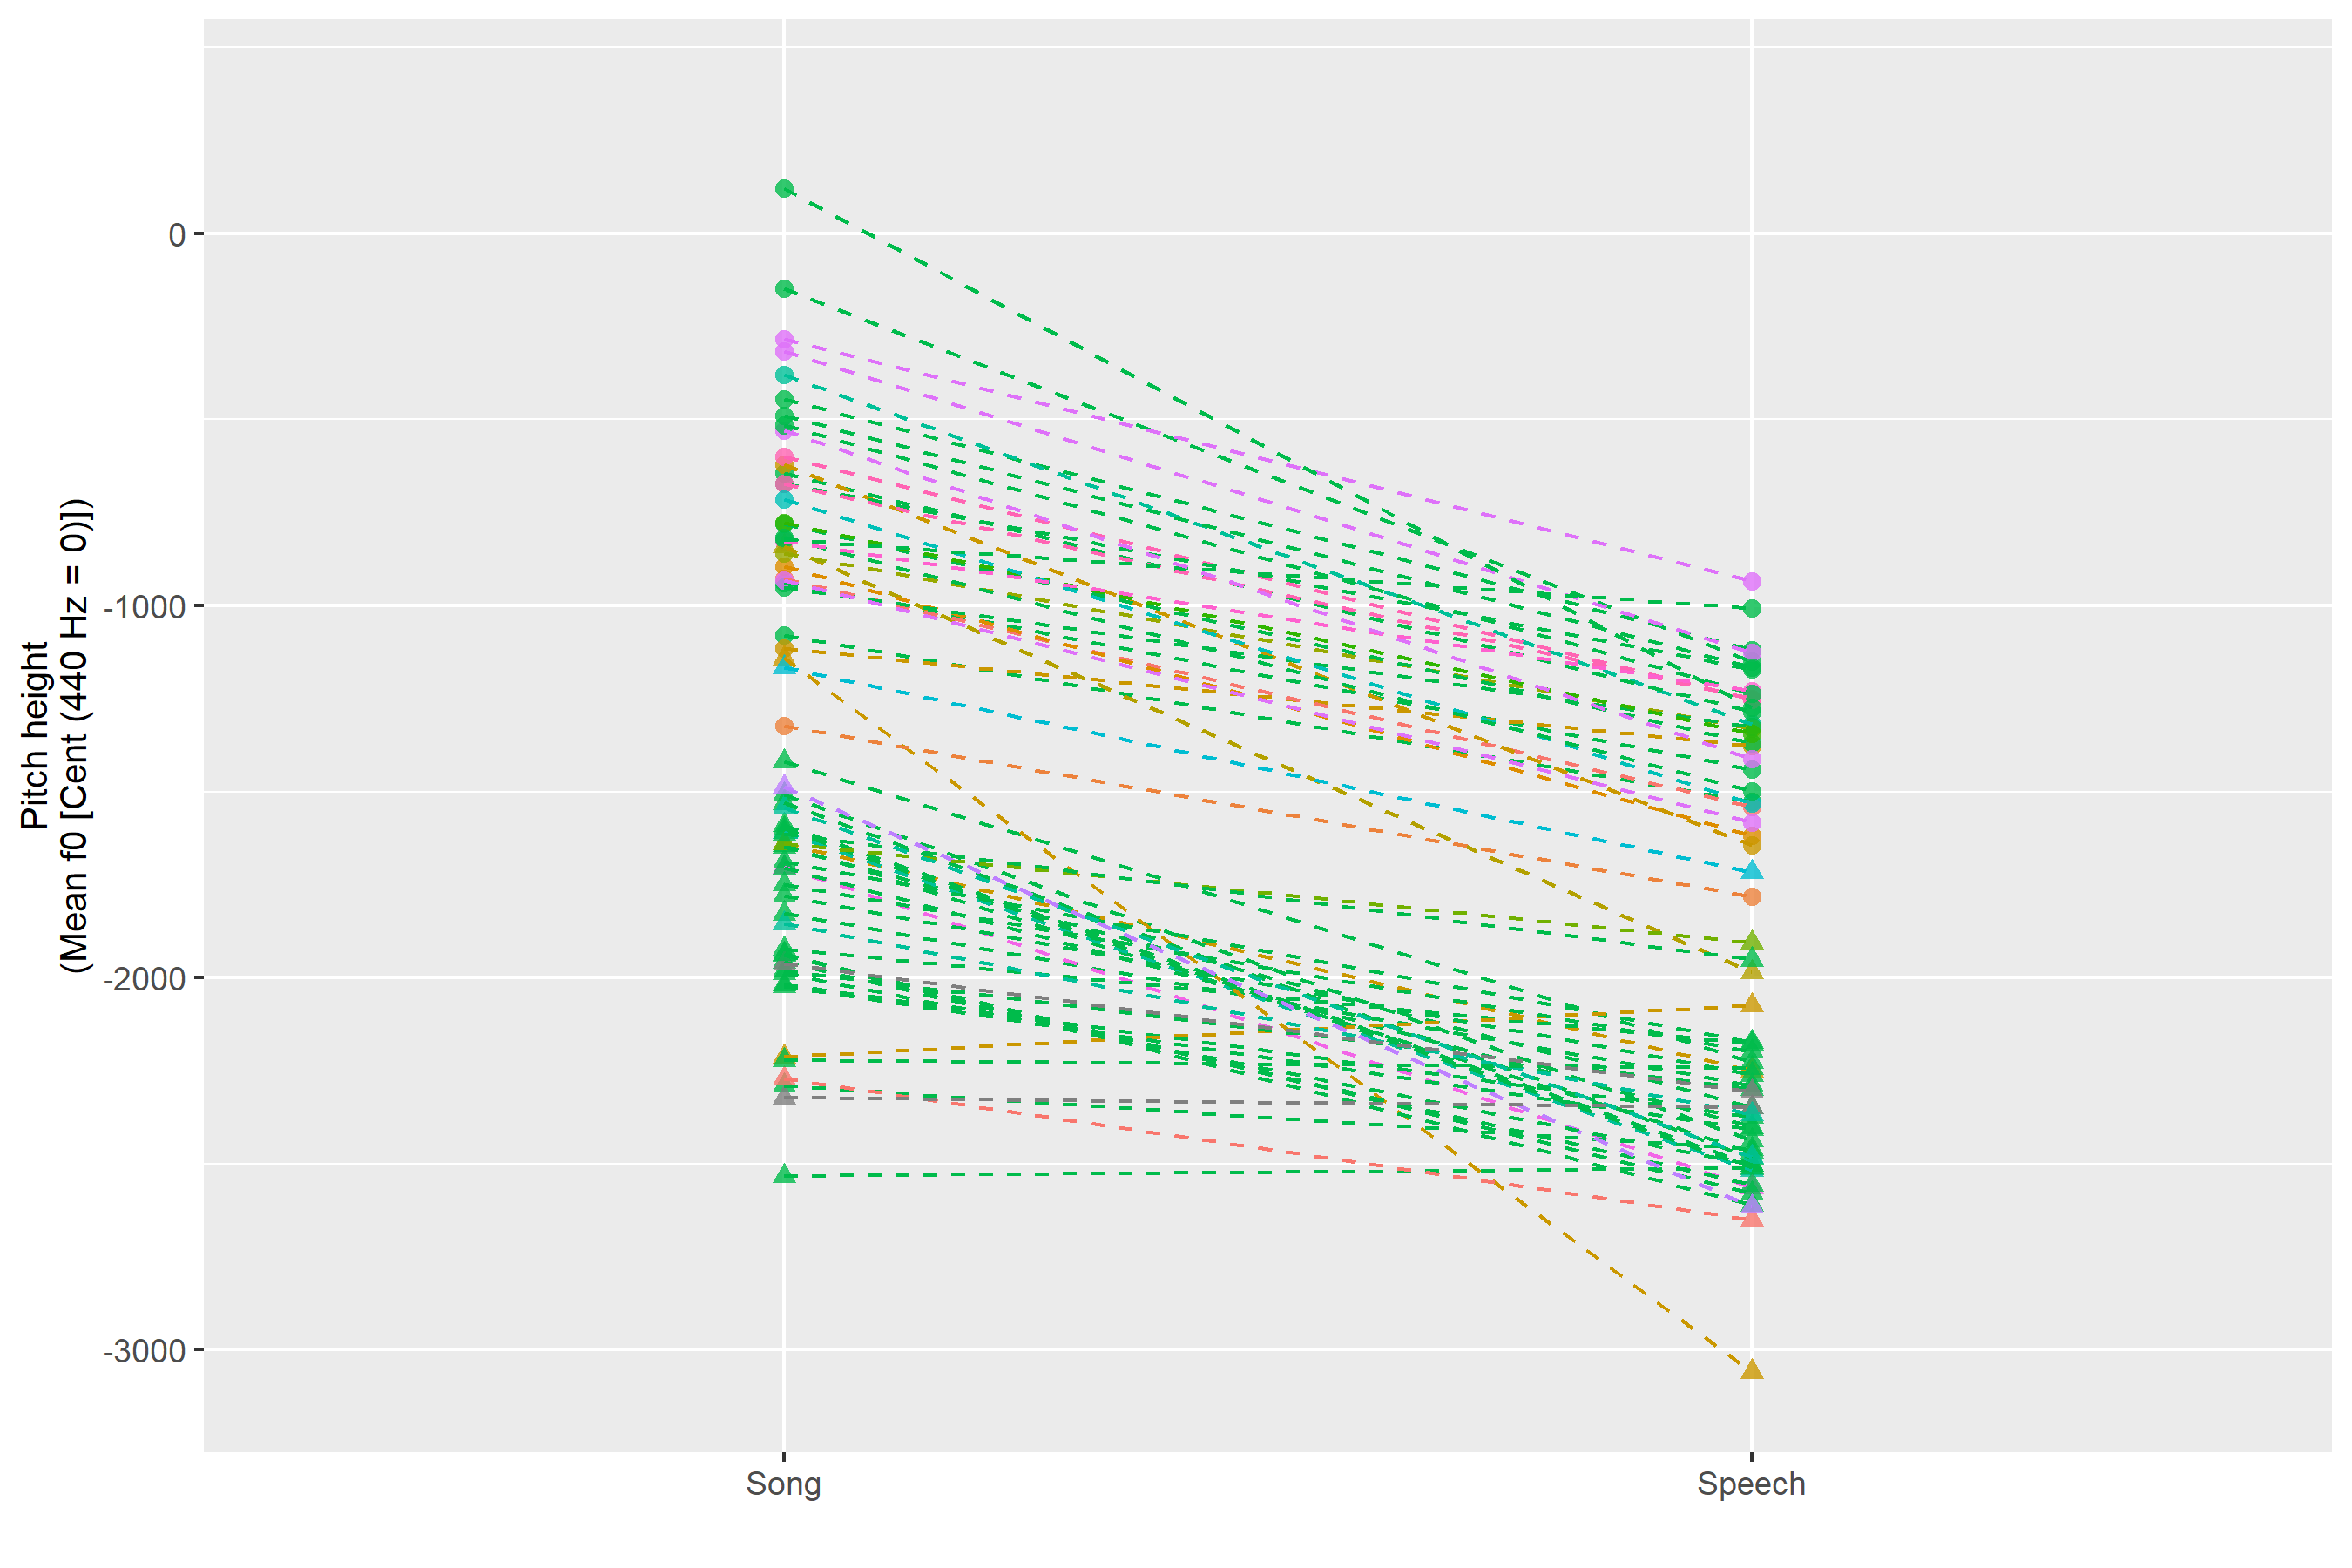 Pitch height
(Mean f0 [Cent (440 Hz = 0)])
0
-1000
-2000
-3000
Song
Speech